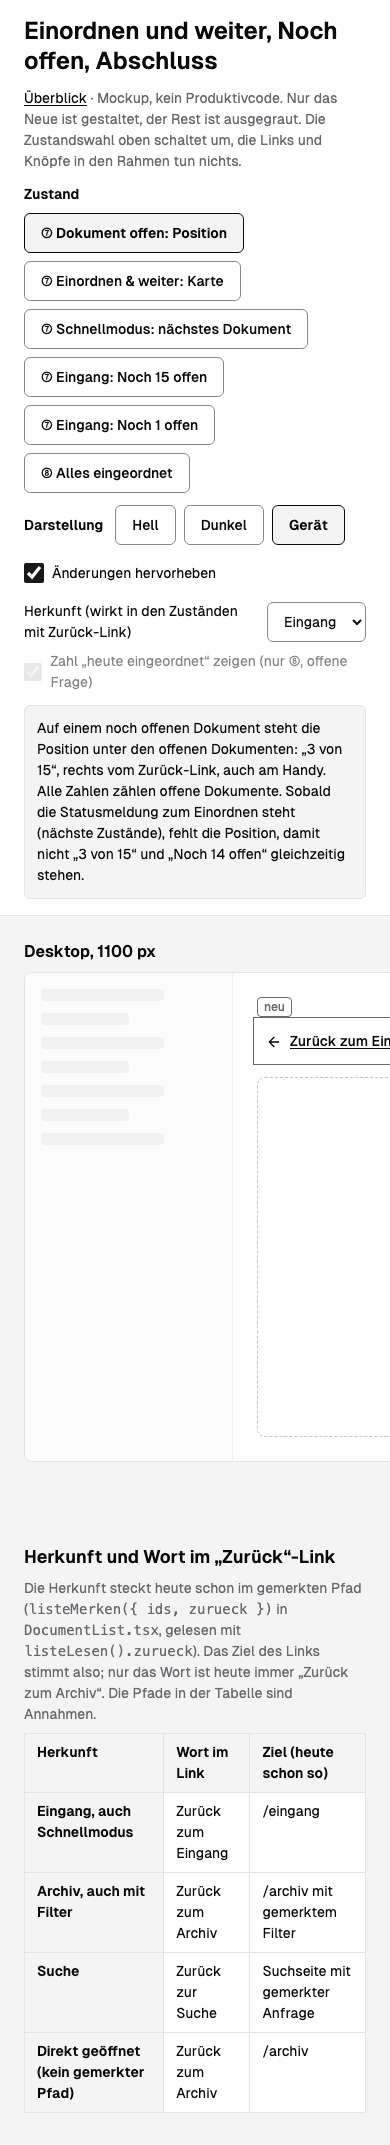 Einordnen und weiter, Noch
offen, Abschluss
Überblick · Mockup, kein Produktivcode. Nur das
Neue ist gestaltet, der Rest ist ausgegraut. Die
Zustandswahl oben schaltet um, die Links und
Knöpfe in den Rahmen tun nichts.
Zustand
⑦ Dokument offen: Position
⑦ Einordnen & weiter: Karte
⑦ Schnellmodus: nächstes Dokument
⑦ Eingang: Noch 15 offen
⑦ Eingang: Noch 1 offen
⑧ Alles eingeordnet
Darstellung Hell Dunkel Gerät
Änderungen hervorheben
Herkunft (wirkt in den Zuständen
mit Zurück-Link)
Eingang
Zahl „heute eingeordnet“ zeigen (nur ⑧, offene
Frage)
Auf einem noch offenen Dokument steht die
Position unter den offenen Dokumenten: „3 von
15“, rechts vom Zurück-Link, auch am Handy.
Alle Zahlen zählen offene Dokumente. Sobald
die Statusmeldung zum Einordnen steht
(nächste Zustände), fehlt die Position, damit
nicht „3 von 15“ und „Noch 14 offen“ gleichzeitig
stehen.
Desktop, 1100 px
neu
← Zurück zum Ein
Herkunft und Wort im „Zurück“-Link
Die Herkunft steckt heute schon im gemerkten Pfad
(listeMerken({ ids, zurueck }) in
DocumentList.tsx, gelesen mit
listeLesen().zurueck). Das Ziel des Links
stimmt also; nur das Wort ist heute immer „Zurück
zum Archiv“. Die Pfade in der Tabelle sind
Annahmen.
Herkunft
Wort im
Link
Ziel (heute
schon so)
Eingang, auch
Schnellmodus
Zurück
zum
Eingang
/eingang
Archiv, auch mit
Filter
Zurück
zum
Archiv
/archiv mit
gemerktem
Filter
Suche
Zurück
zur
Suche
Suchseite mit
gemerkter
Anfrage
Direkt geöffnet
(kein gemerkter
Pfad)
Zurück
zum
Archiv
/archiv